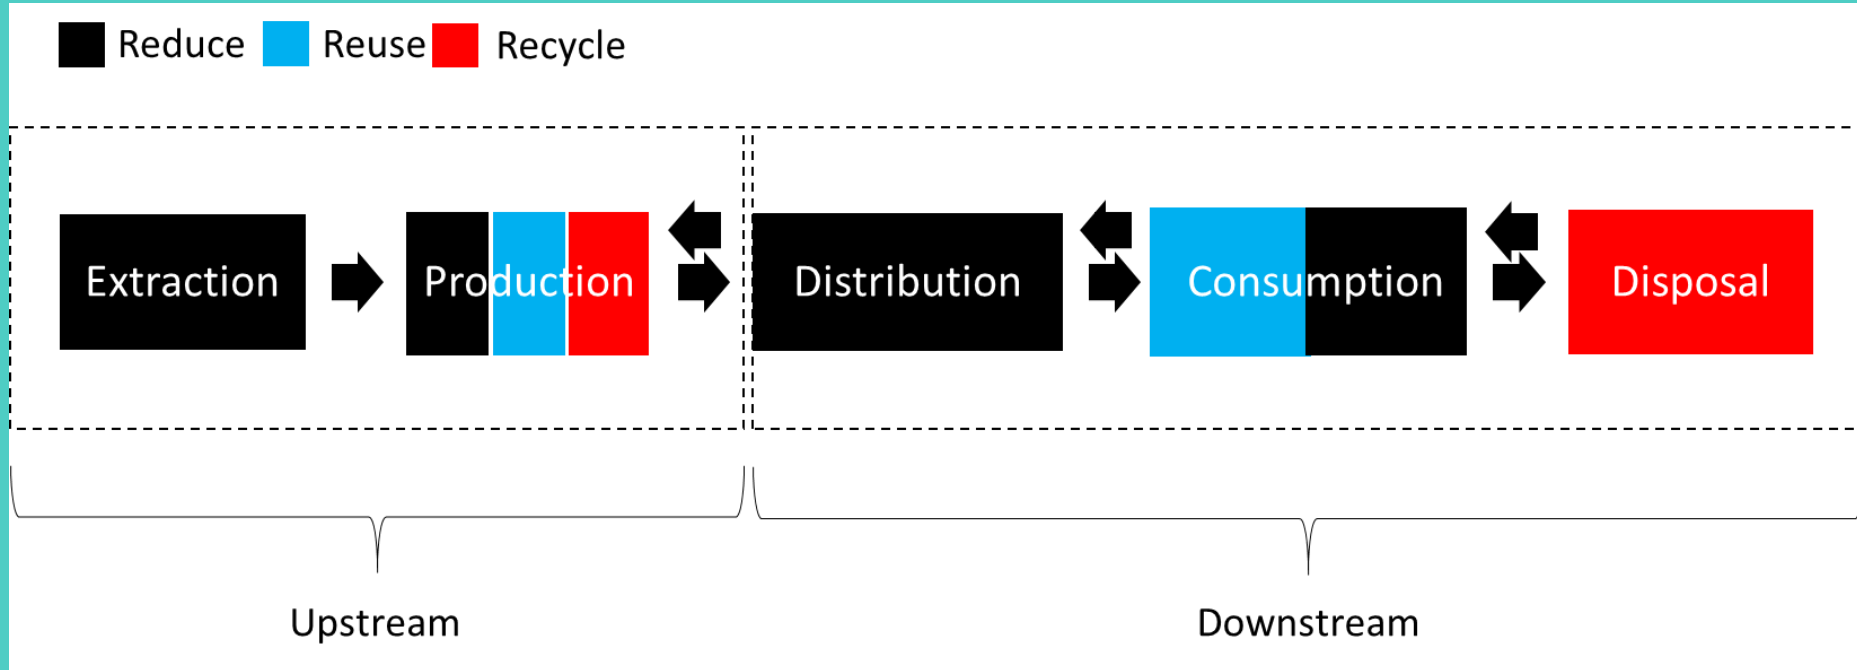 Reduce Reuse Recycle
Extraction Production Distribution Consumption Disposal
Upstream Downstream